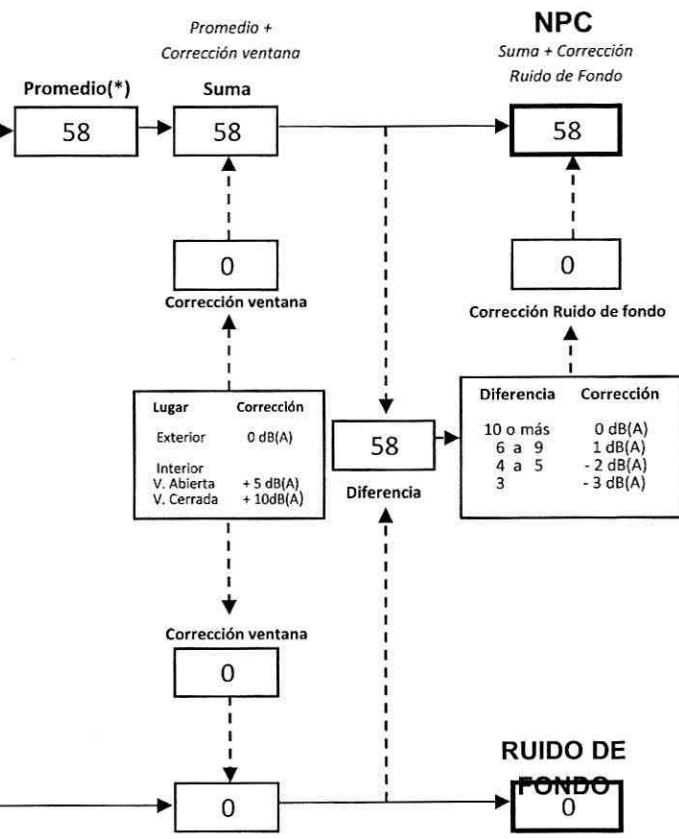 Promedio +
Corrección ventana
NPC
Suma + Corrección
Ruido de Fondo
Promedio(*)
Suma
58
58
58
0
0
Corrección ventana
Corrección Ruido de fondo
Lugar Corrección
Exterior 0 dB(A)
Interior
V. Abierta + 5 dB(A)
V. Cerrada + 10dB(A)
58
Diferencia
Diferencia Corrección
10 o más 0 dB(A)
6 a 9 1 dB(A)
4 a 5 - 2 dB(A)
3 - 3 dB(A)
Corrección ventana
0
RUIDO DE
FONDO
0
0